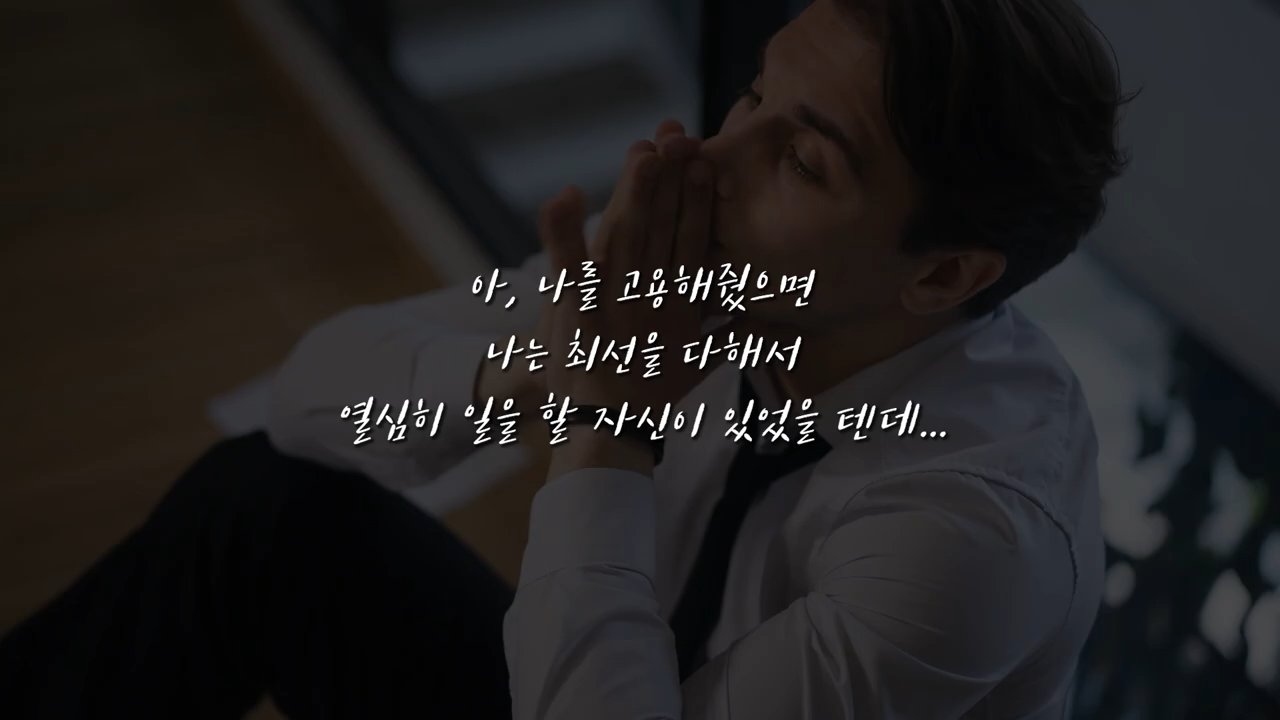 아, 나를 고용해줬으면
나는 최선을 다해서
열심히 일을 할 자신이 있었을 텐데...